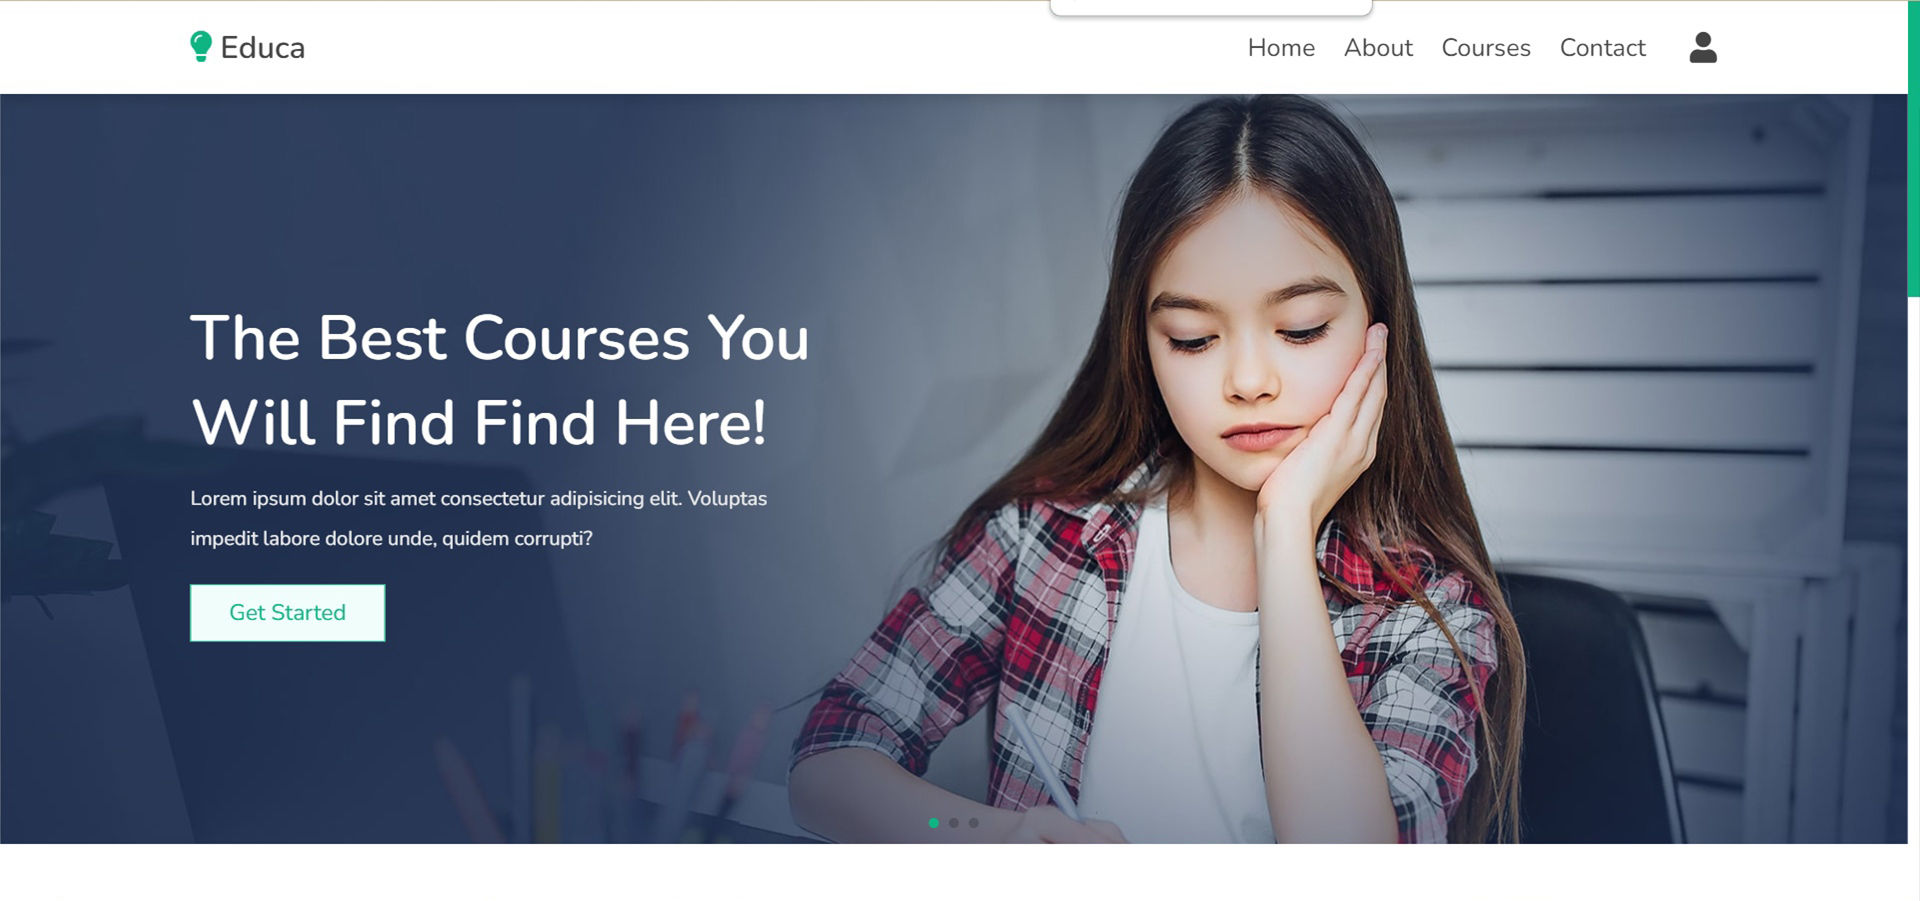 Educa
Home About Courses Contact
The Best Courses You
Will Find Find Here!
Lorem ipsum dolor sit amet consectetur adipisicing elit. Voluptas
impedit labore dolore unde, quidem corrupti?
Get Started